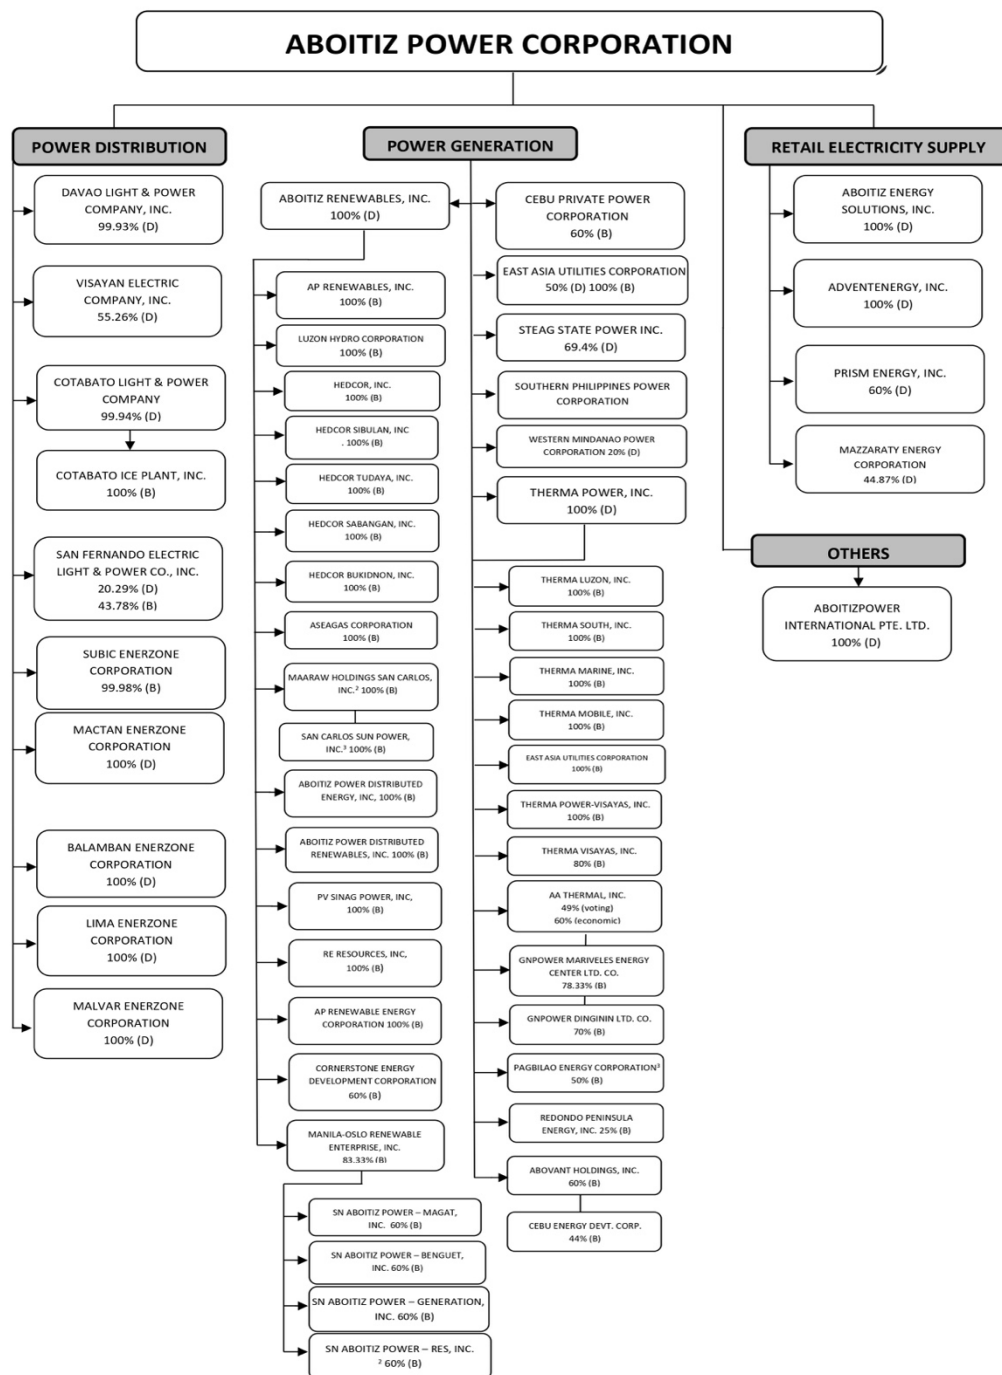 ABOITIZ POWER CORPORATION
POWER DISTRIBUTION
DAVAO LIGHT & POWER
COMPANY, INC.
99.93% (D)
VISAYAN ELECTRIC
COMPANY, INC.
55.26% (D)
COTABATO LIGHT & POWER
COMPANY
99.94% (D)
COTABATO ICE PLANT, INC.
100% (B)
SAN FERNANDO ELECTRIC
LIGHT & POWER CO., INC.
20.29% (D)
43.78% (B)
SUBIC ENERZONE
CORPORATION
99.98% (B)
MACTAN ENERZONE
CORPORATION
100% (D)
BALAMBAN ENERZONE
CORPORATION
100% (D)
LIMA ENERZONE
CORPORATION
100% (D)
MALVAR ENERZONE
CORPORATION
100% (D)
POWER GENERATION
ABOITIZ RENEWABLES, INC.
100% (D)
AP RENEWABLES, INC.
100% (B)
LUZON HYDRO CORPORATION
100% (B)
HEDCOR, INC.
100% (B)
HEDCOR SIBULAN, INC
. 100% (B)
HEDCOR TUDAYA, INC.
100% (B)
HEDCOR SABANGAN, INC.
100% (B)
HEDCOR BUKIDNON, INC.
100% (B)
ASEAGAS CORPORATION
100% (B)
MAARAW HOLDINGS SAN CARLOS,
INC.² 100% (B)
SAN CARLOS SUN POWER,
INC.³ 100% (B)
ABOITIZ POWER DISTRIBUTED
ENERGY, INC, 100% (B)
ABOITIZ POWER DISTRIBUTED
RENEWABLES, INC. 100% (B)
PV SINAG POWER, INC,
100% (B)
RE RESOURCES, INC,
100% (B)
AP RENEWABLE ENERGY
CORPORATION 100% (B)
CORNERSTONE ENERGY
DEVELOPMENT CORPORATION
60% (B)
MANILA-OSLO RENEWABLE
ENTERPRISE, INC.
83.33% (B)
SN ABOITIZ POWER – MAGAT,
INC. 60% (B)
SN ABOITIZ POWER – BENGUET,
INC. 60% (B)
SN ABOITIZ POWER – GENERATION,
INC. 60% (B)
SN ABOITIZ POWER – RES, INC.
² 60% (B)
CEBU PRIVATE POWER
CORPORATION
60% (B)
EAST ASIA UTILITIES CORPORATION
50% (D) 100% (B)
STEAG STATE POWER INC.
69.4% (D)
SOUTHERN PHILIPPINES POWER
CORPORATION
WESTERN MINDANAO POWER
CORPORATION 20% (D)
THERMA POWER, INC.
100% (D)
THERMA LUZON, INC.
100% (B)
THERMA SOUTH, INC.
100% (B)
THERMA MARINE, INC.
100% (B)
THERMA MOBILE, INC.
100% (B)
EAST ASIA UTILITIES CORPORATION
100% (B)
THERMA POWER-VISAYAS, INC.
100% (B)
THERMA VISAYAS, INC.
80% (B)
AA THERMAL, INC.
49% (voting)
60% (economic)
GNPOWER MARIVELES ENERGY
CENTER LTD. CO.
78.33% (B)
GNPOWER DINGININ LTD. CO.
70% (B)
PAGBILAO ENERGY CORPORATION³
50% (B)
REDONDO PENINSULA
ENERGY, INC. 25% (B)
ABOVANT HOLDINGS, INC.
60% (B)
CEBU ENERGY DEVT. CORP.
44% (B)
RETAIL ELECTRICITY SUPPLY
ABOITIZ ENERGY
SOLUTIONS, INC.
100% (D)
ADVENTENERGY, INC.
100% (D)
PRISM ENERGY, INC.
60% (D)
MAZZARATY ENERGY
CORPORATION
44.87% (D)
OTHERS
ABOITIZPOWER
INTERNATIONAL PTE. LTD.
100% (D)